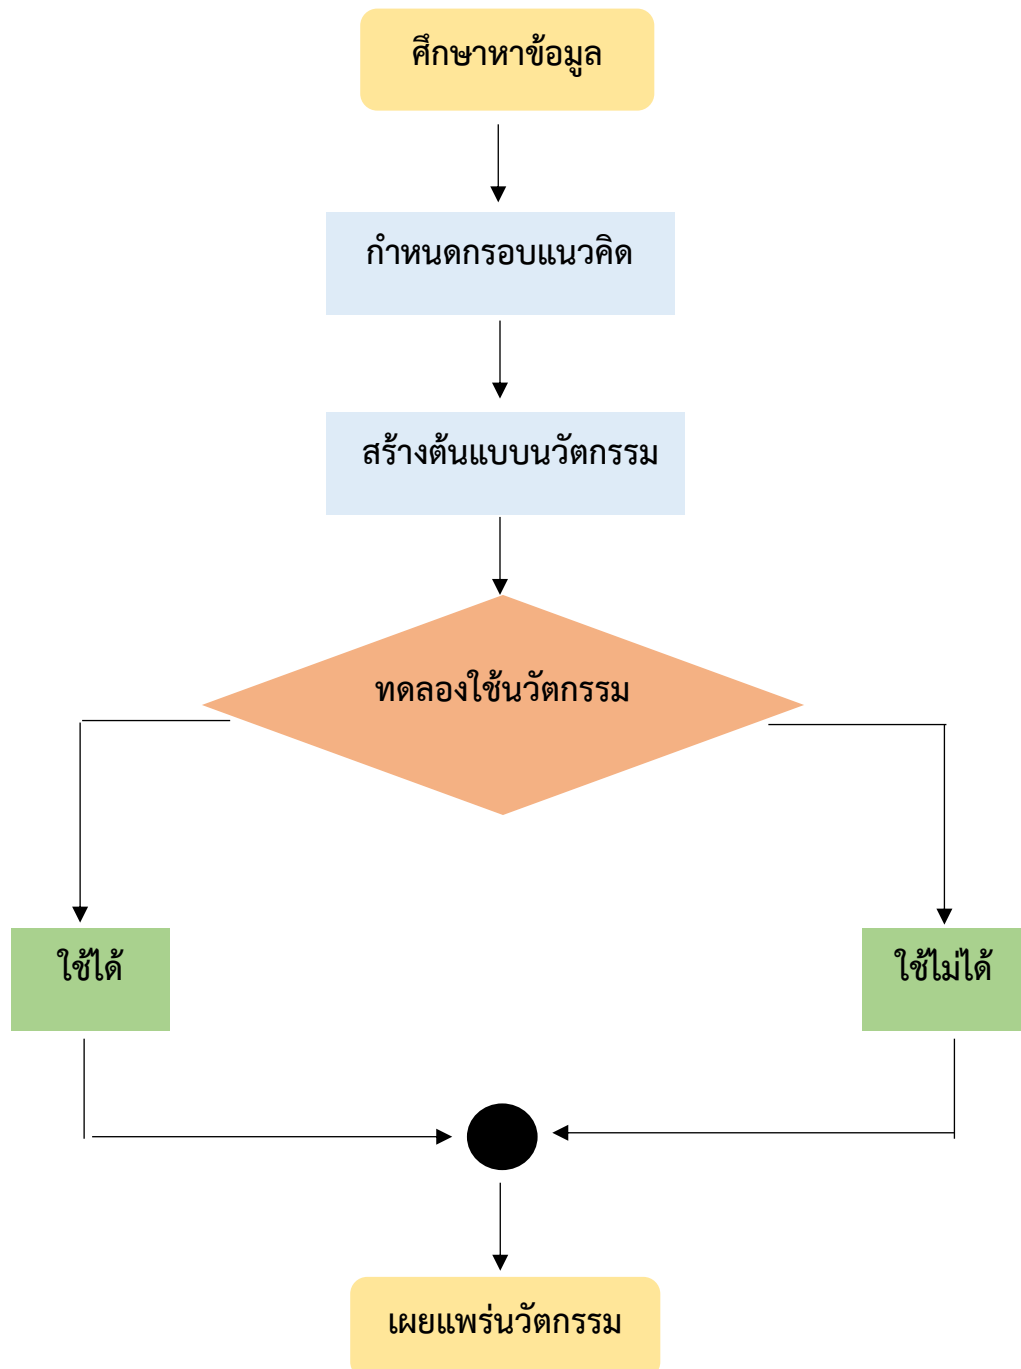 ศึกษาหาข้อมูล
กำหนดกรอบแนวคิด
สร้างต้นแบบนวัตกรรม
ทดลองใช้นวัตกรรม
ใช้ได้
ใช้ไม่ได้
เผยแพร่นวัตกรรม